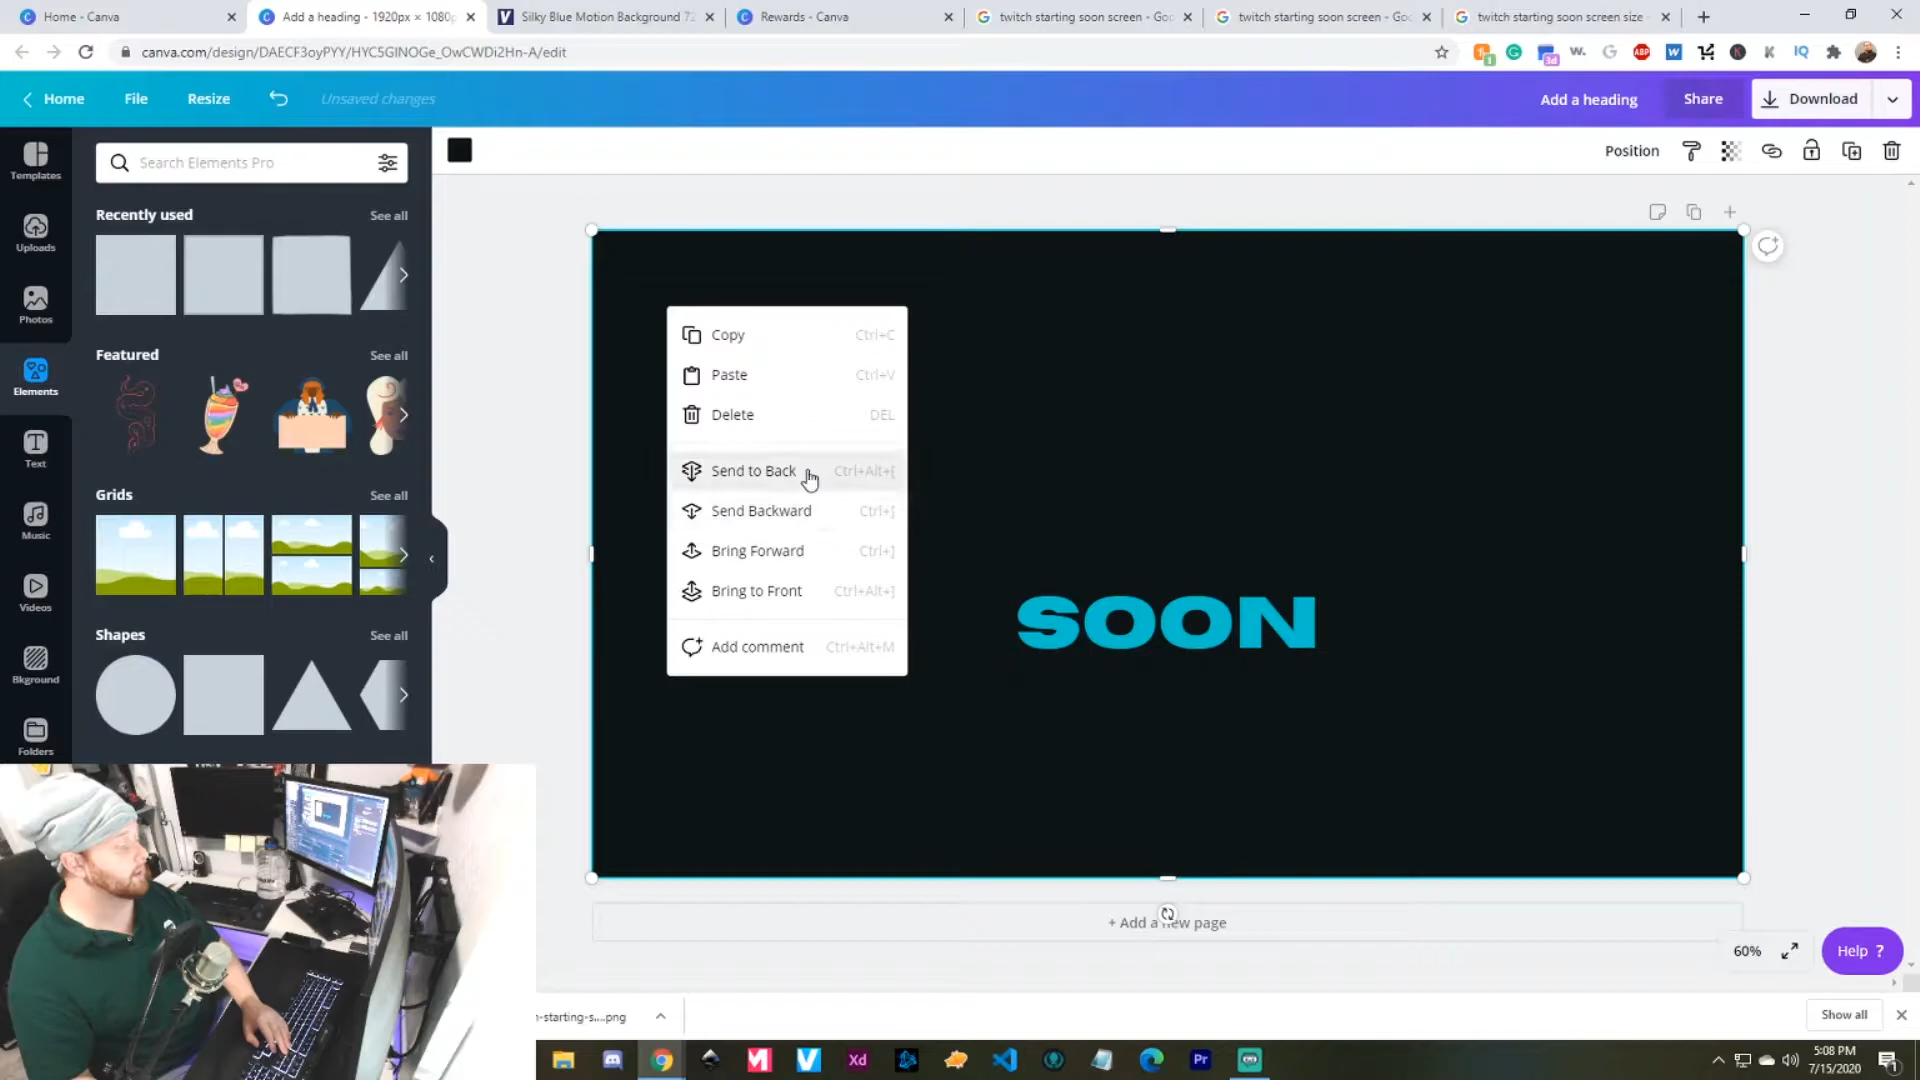 Home - Canva
Add a heading - 1920px × 1080p
Silky Blue Motion Background 72
Rewards - Canva
twitch starting soon screen - Goo
twitch starting soon screen - Goo
twitch starting soon screen size -
canva.com/design/DAECF3oyPYY/HYC5GINOGe_OwCWDi2Hn-A/edit
Home
File
Resize
Unsaved changes
Add a heading
Share
Download
Templates
Uploads
Photos
Elements
Text
Music
Videos
Bkground
Folders
Search Elements Pro
Recently used
See all
Featured
See all
Grids
See all
Shapes
See all
Position
Copy Ctrl+C
Paste Ctrl+V
Delete DEL
Send to Back Ctrl+Alt+[
Send Backward Ctrl+[
Bring Forward Ctrl+]
Bring to Front Ctrl+Alt+]
Add comment Ctrl+Alt+M
SOON
+ Add a new page
60%
Help ?
n-starting-s....png
Show all
Xd
Pr
5:08 PM
7/15/2020